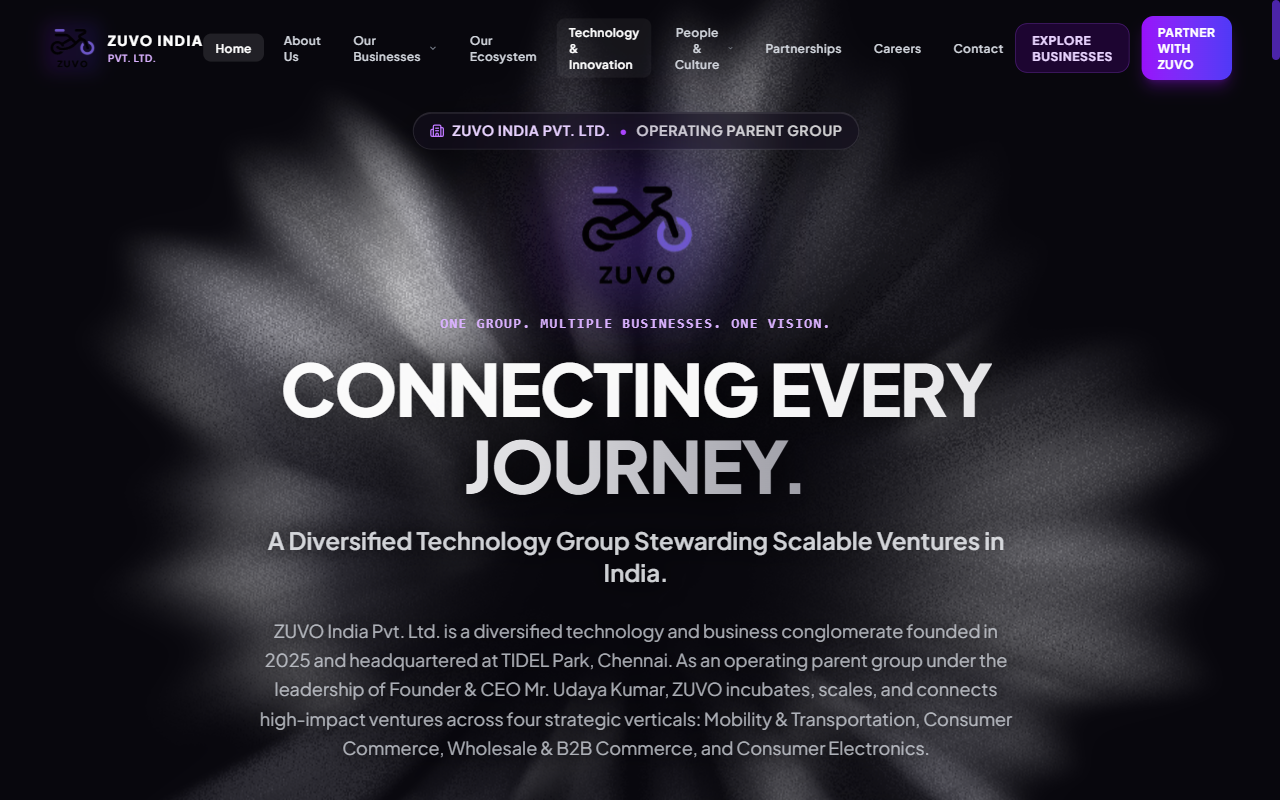 ZUVO
ZUVO INDIA
PVT. LTD.
Home
About
Us
Our
Businesses
Our
Ecosystem
Technology
&
Innovation
People
&
Culture
Partnerships
Careers
Contact
EXPLORE
BUSINESSES
PARTNER
WITH
ZUVO
ZUVO INDIA PVT. LTD. • OPERATING PARENT GROUP
ZUVO
ONE GROUP. MULTIPLE BUSINESSES. ONE VISION.
CONNECTING EVERY
JOURNEY.
A Diversified Technology Group Stewarding Scalable Ventures in
India.
ZUVO India Pvt. Ltd. is a diversified technology and business conglomerate founded in
2025 and headquartered at TIDEL Park, Chennai. As an operating parent group under the
leadership of Founder & CEO Mr. Udaya Kumar, ZUVO incubates, scales, and connects
high-impact ventures across four strategic verticals: Mobility & Transportation, Consumer
Commerce, Wholesale & B2B Commerce, and Consumer Electronics.